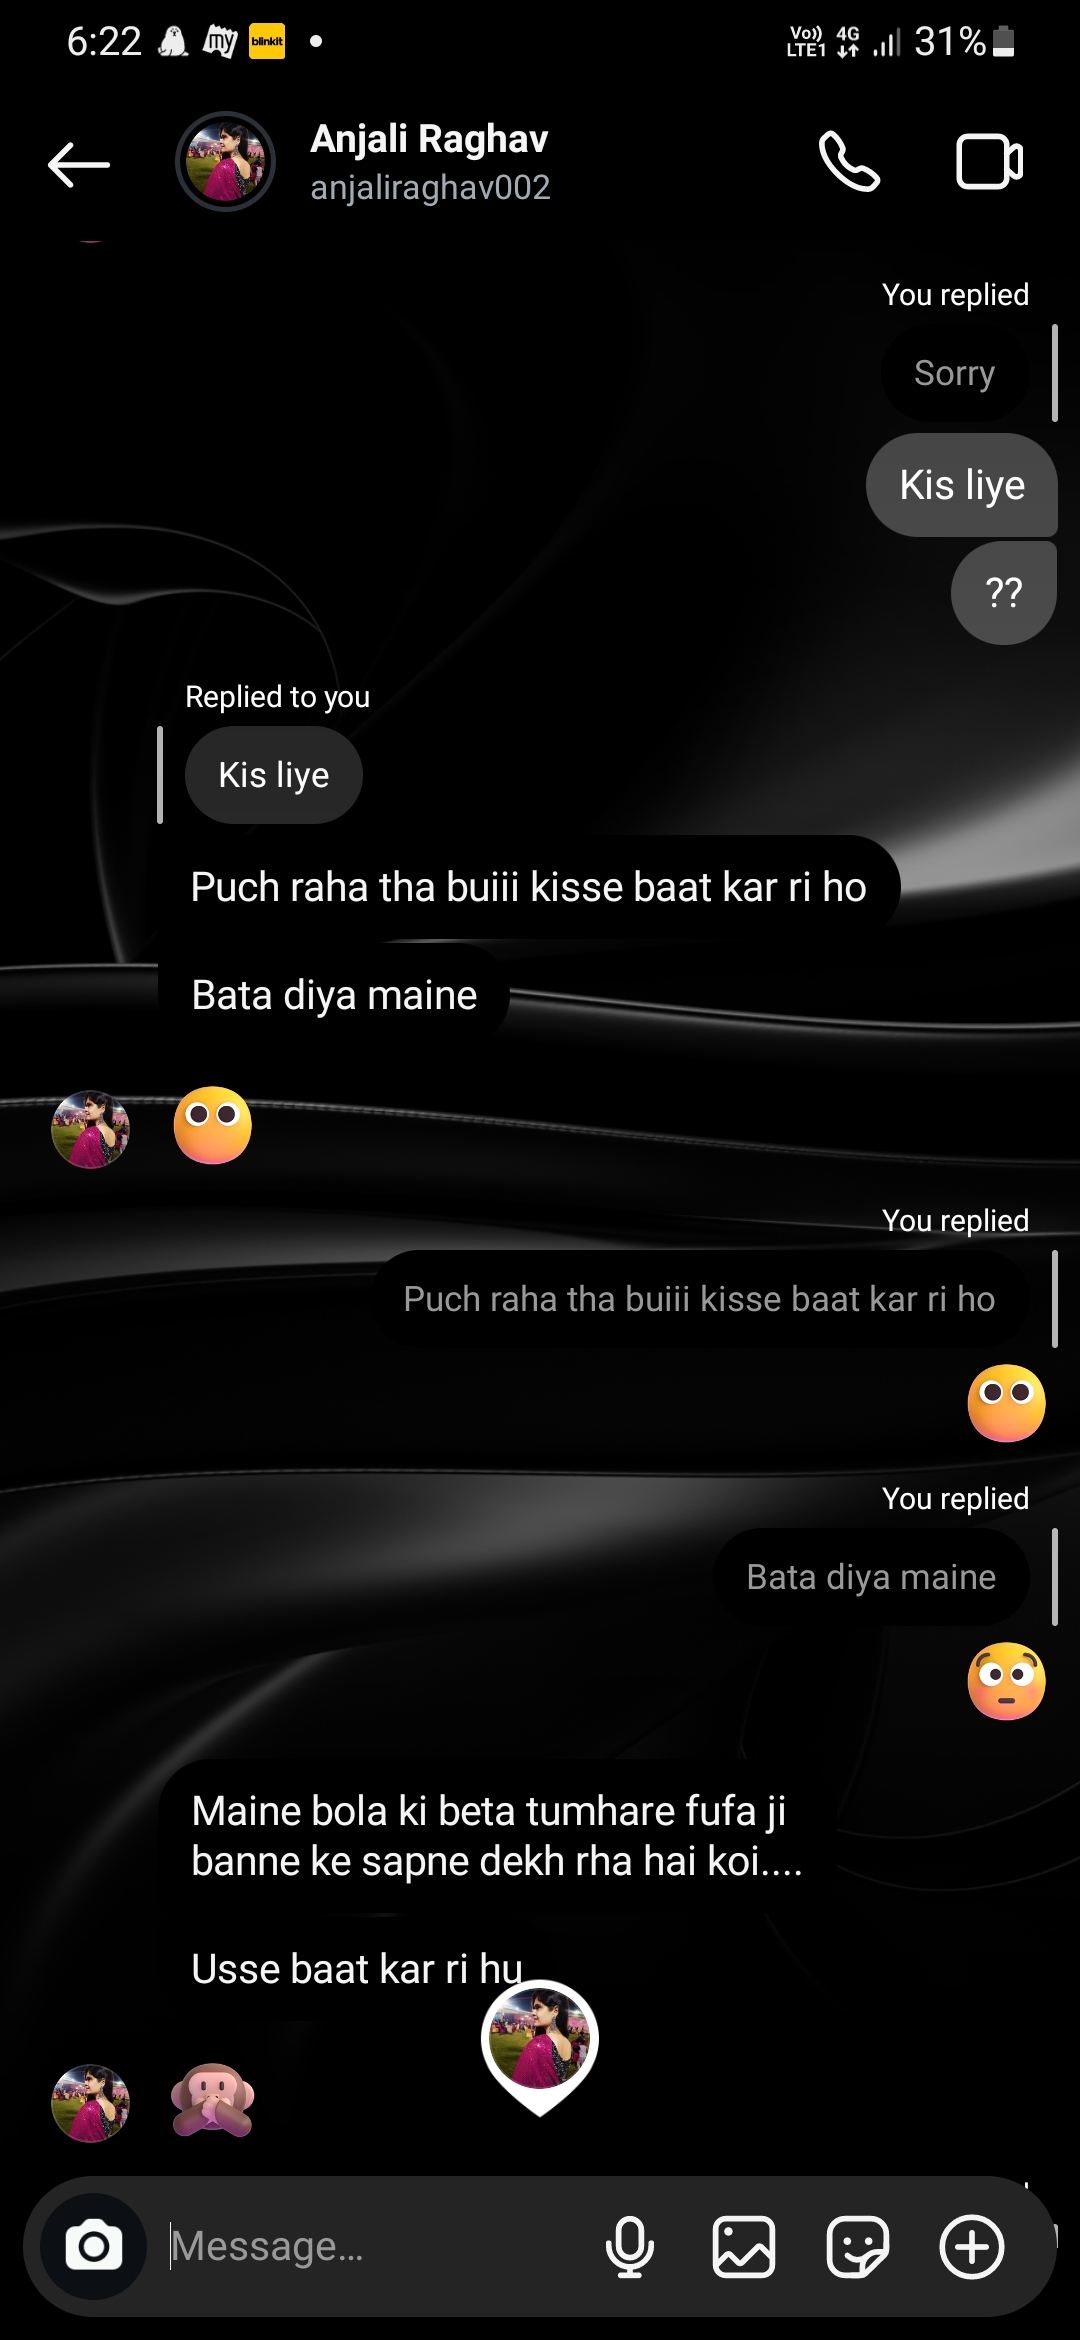 6:22
my
blinkit
Vo))
LTE1
4G
31%
Anjali Raghav
anjaliraghav002
You replied
Sorry
Kis liye
??
Replied to you
Kis liye
Puch raha tha buiii kisse baat kar ri ho
Bata diya maine
You replied
Puch raha tha buiii kisse baat kar ri ho
You replied
Bata diya maine
Maine bola ki beta tumhare fufa ji
banne ke sapne dekh rha hai koi....
Usse baat kar ri hu
Message...